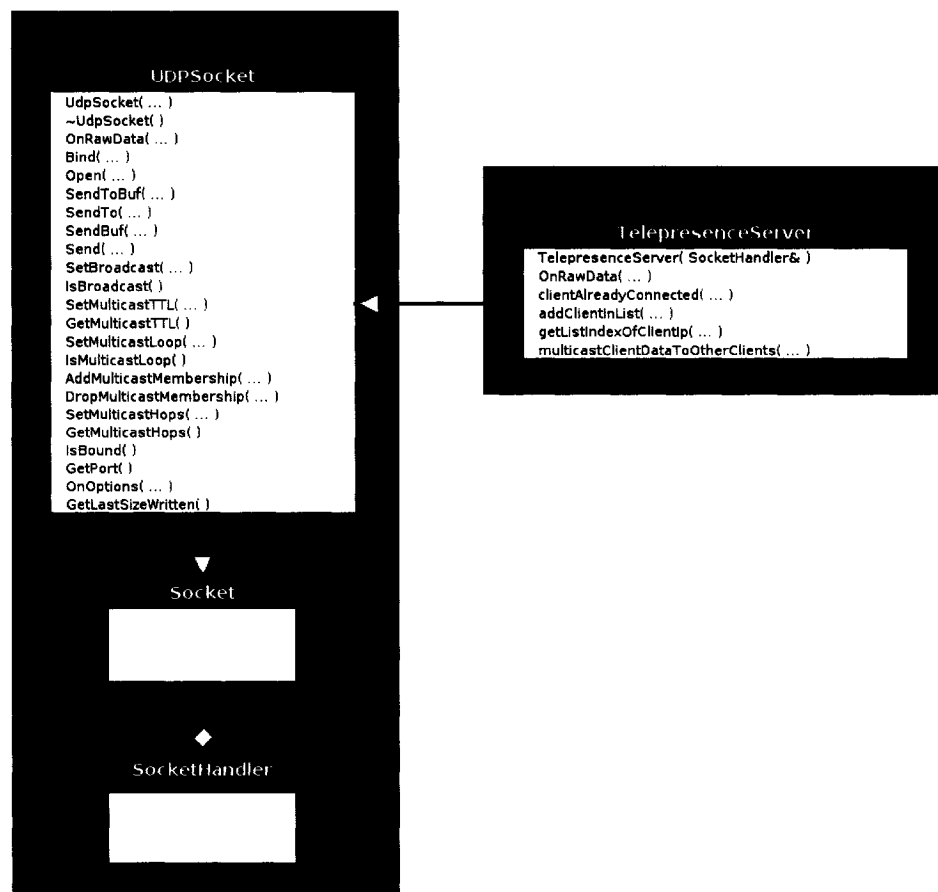 UDPSocket
UdpSocket( ... )
~UdpSocket( )
OnRawData( ... )
Bind( ... )
Open( ... )
SendToBuf( ... )
SendTo( ... )
SendBuf( ... )
Send( ... )
SetBroadcast( ... )
IsBroadcast( )
SetMulticastTTL( ... )
GetMulticastTTL( )
SetMulticastLoop( ... )
IsMulticastLoop( )
AddMulticastMembership( ... )
DropMulticastMembership( ... )
SetMulticastHops( ... )
GetMulticastHops( )
IsBound( )
GetPort( )
OnOptions( ... )
GetLastSizeWritten( )
TelepresenceServer
TelepresenceServer( SocketHandler& )
OnRawData( ... )
clientAlreadyConnected( ... )
addClientInList( ... )
getListIndexOfClientIp( ... )
multicastClientDataToOtherClients( ... )
Socket
SocketHandler